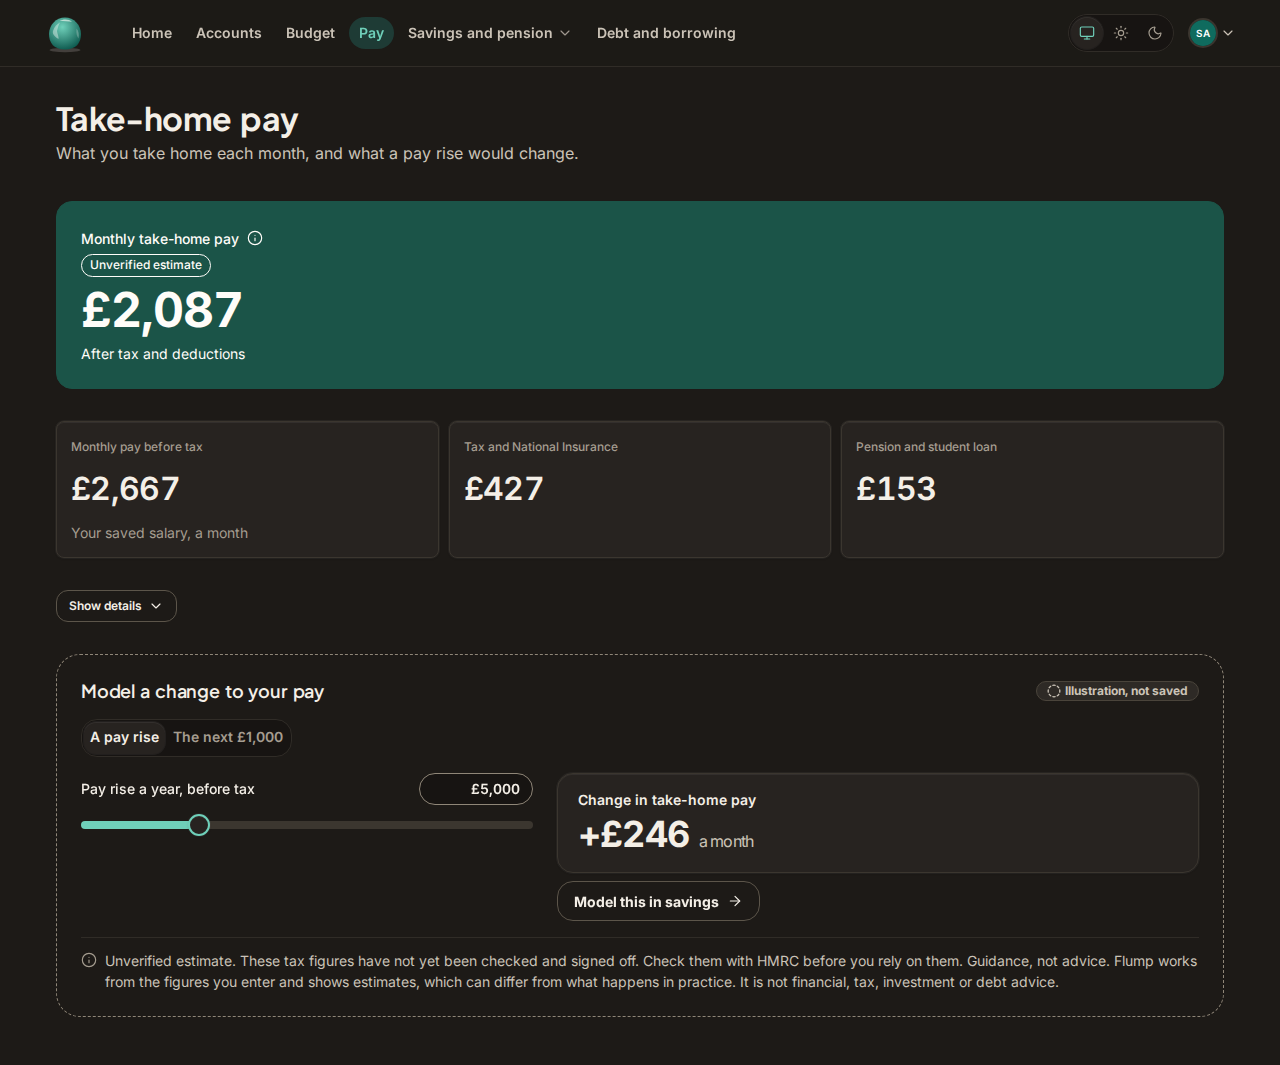 Home Accounts Budget Pay Savings and pension Debt and borrowing SA
Take-home pay
What you take home each month, and what a pay rise would change.
Monthly take-home pay
Unverified estimate
£2,087
After tax and deductions
Monthly pay before tax
£2,667
Your saved salary, a month
Tax and National Insurance
£427
Pension and student loan
£153
Show details
Model a change to your pay
Illustration, not saved
A pay rise The next £1,000
Pay rise a year, before tax £5,000
Change in take-home pay
+£246 a month
Model this in savings
Unverified estimate. These tax figures have not yet been checked and signed off. Check them with HMRC before you rely on them. Guidance, not advice. Flump works
from the figures you enter and shows estimates, which can differ from what happens in practice. It is not financial, tax, investment or debt advice.